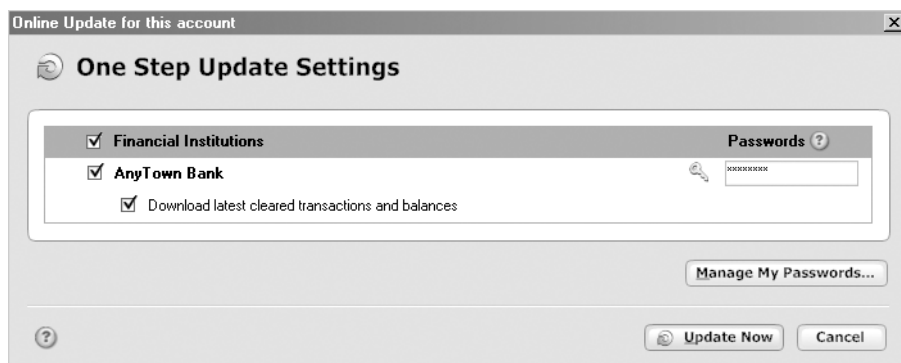 Online Update for this account
One Step Update Settings
Financial Institutions Passwords ?
AnyTown Bank ********
Download latest cleared transactions and balances
Manage My Passwords...
? Update Now Cancel